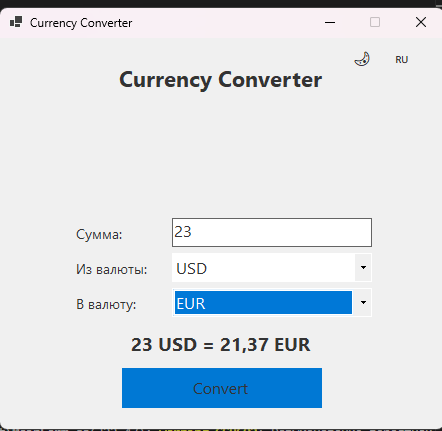 Currency Converter
RU
Currency Converter
Сумма: 23
Из валюты: USD
В валюту: EUR
23 USD = 21,37 EUR
Convert